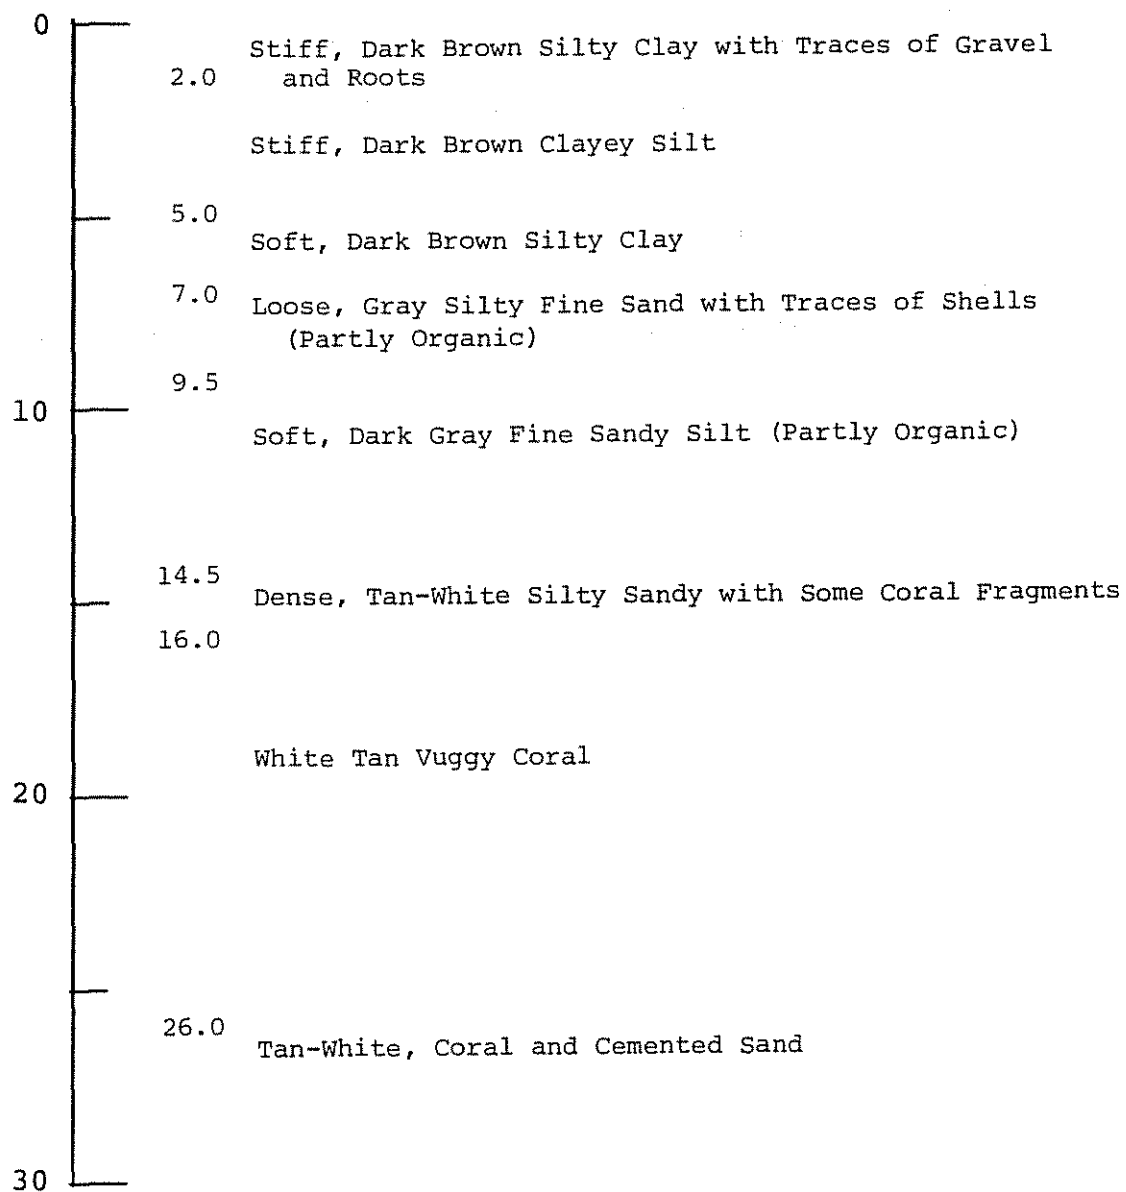 0
Stiff, Dark Brown Silty Clay with Traces of Gravel
2.0 and Roots
Stiff, Dark Brown Clayey Silt
5.0
Soft, Dark Brown Silty Clay
7.0 Loose, Gray Silty Fine Sand with Traces of Shells
(Partly Organic)
9.5
10
Soft, Dark Gray Fine Sandy Silt (Partly Organic)
14.5
Dense, Tan-White Silty Sandy with Some Coral Fragments
16.0
White Tan Vuggy Coral
20
26.0
Tan-White, Coral and Cemented Sand
30